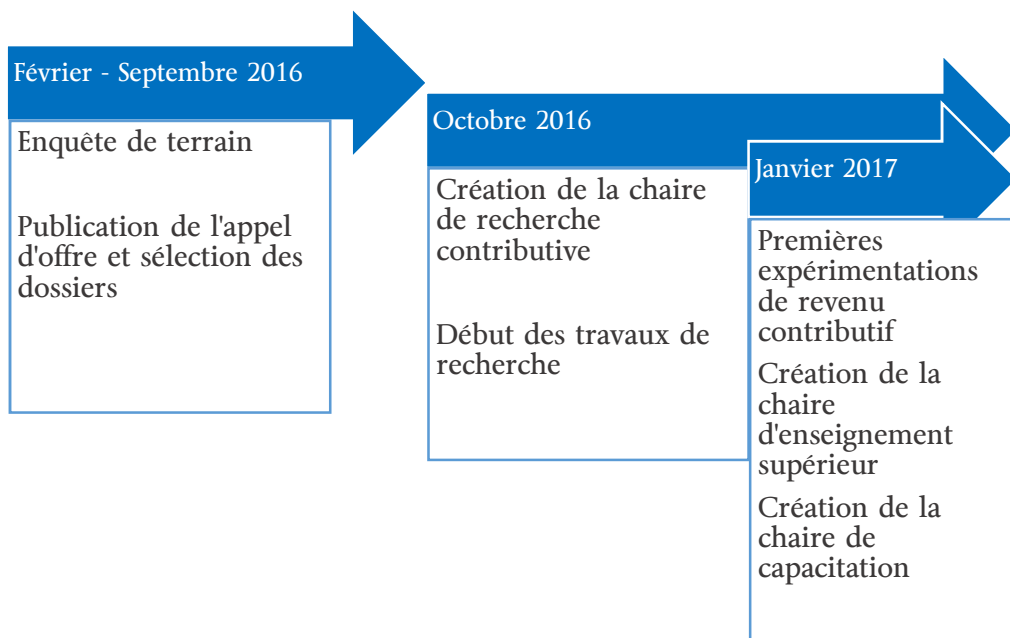 Février - Septembre 2016
Enquête de terrain
Publication de l'appel
d'offre et sélection des
dossiers
Octobre 2016
Création de la chaire
de recherche
contributive
Début des travaux de
recherche
Janvier 2017
Premières
expérimentations
de revenu
contributif
Création de la
chaire
d'enseignement
supérieur
Création de la
chaire de
capacitation